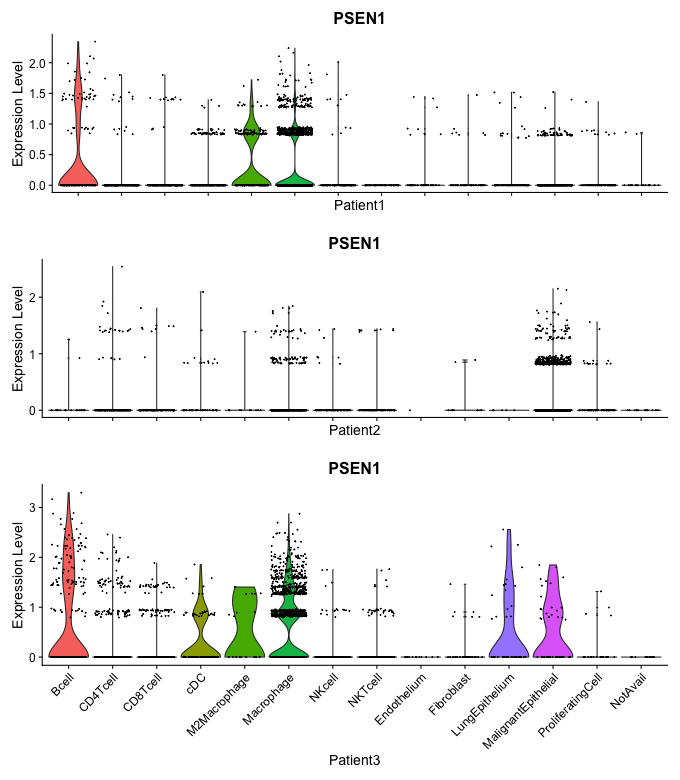 PSEN1
Expression Level
2.0
1.5
1.0
0.5
0.0
Patient1
PSEN1
Expression Level
2
1
0
Patient2
PSEN1
Expression Level
3
2
1
0
Bcell
CD4Tcell
CD8Tcell
cDC
M2Macrophage
Macrophage
NKcell
NKTcell
Endothelium
Fibroblast
LungEpithelium
MalignantEpithelial
ProliferatingCell
NotAvail
Patient3